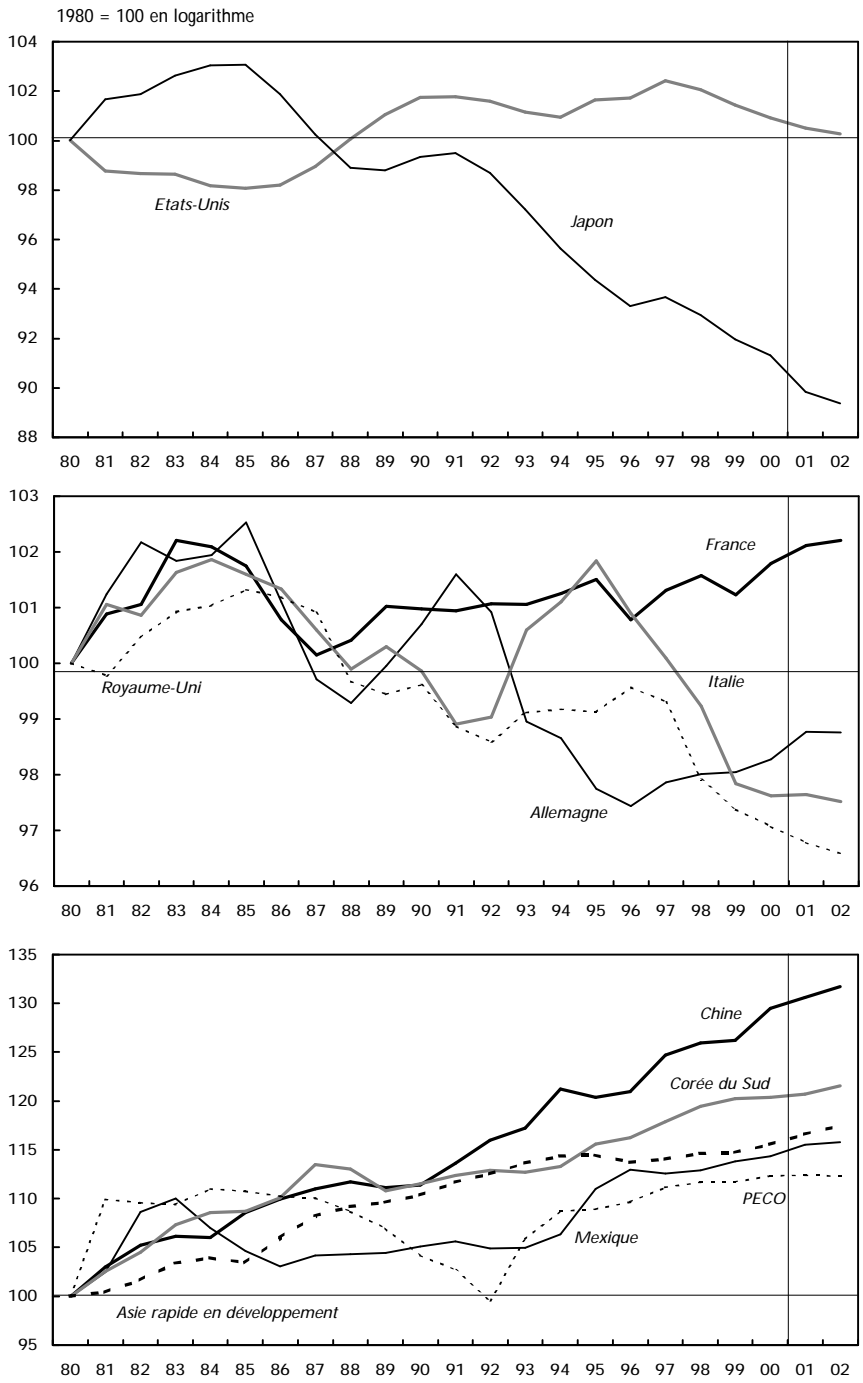 1980 = 100 en logarithme
104
102
100
98
96
94
92
90
88
Etats-Unis
Japon
80 81 82 83 84 85 86 87 88 89 90 91 92 93 94 95 96 97 98 99 00 01 02
103
102
101
100
99
98
97
96
France
Royaume-Uni
Italie
Allemagne
80 81 82 83 84 85 86 87 88 89 90 91 92 93 94 95 96 97 98 99 00 01 02
135
130
125
120
115
110
105
100
95
Chine
Corée du Sud
PECO
Mexique
Asie rapide en développement
80 81 82 83 84 85 86 87 88 89 90 91 92 93 94 95 96 97 98 99 00 01 02